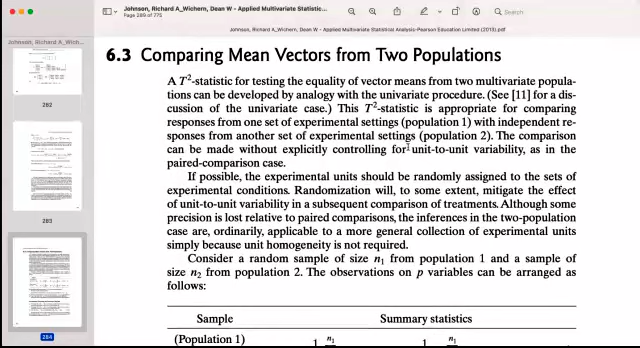 Johnson, Richard A_Wichern, Dean W - Applied Multivariate Statistic...
Page 289 of 775
Search
Johnson, Richard A_Wichern, Dean W - Applied Multivariate Statistical Analysis-Pearson Education Limited (2013).pdf
Johnson, Richard A_Wich...
282
283
284
6.3 Comparing Mean Vectors from Two Populations
A T²-statistic for testing the equality of vector means from two multivariate popula-
tions can be developed by analogy with the univariate procedure. (See [11] for a dis-
cussion of the univariate case.) This T²-statistic is appropriate for comparing
responses from one set of experimental settings (population 1) with independent re-
sponses from another set of experimental settings (population 2). The comparison
can be made without explicitly controlling for unit-to-unit variability, as in the
paired-comparison case.
If possible, the experimental units should be randomly assigned to the sets of
experimental conditions. Randomization will, to some extent, mitigate the effect
of unit-to-unit variability in a subsequent comparison of treatments. Although some
precision is lost relative to paired comparisons, the inferences in the two-population
case are, ordinarily, applicable to a more general collection of experimental units
simply because unit homogeneity is not required.
Consider a random sample of size n₁ from population 1 and a sample of
size n₂ from population 2. The observations on p variables can be arranged as
follows:
Sample Summary statistics
(Population 1) 1 n₁ 1 n₁